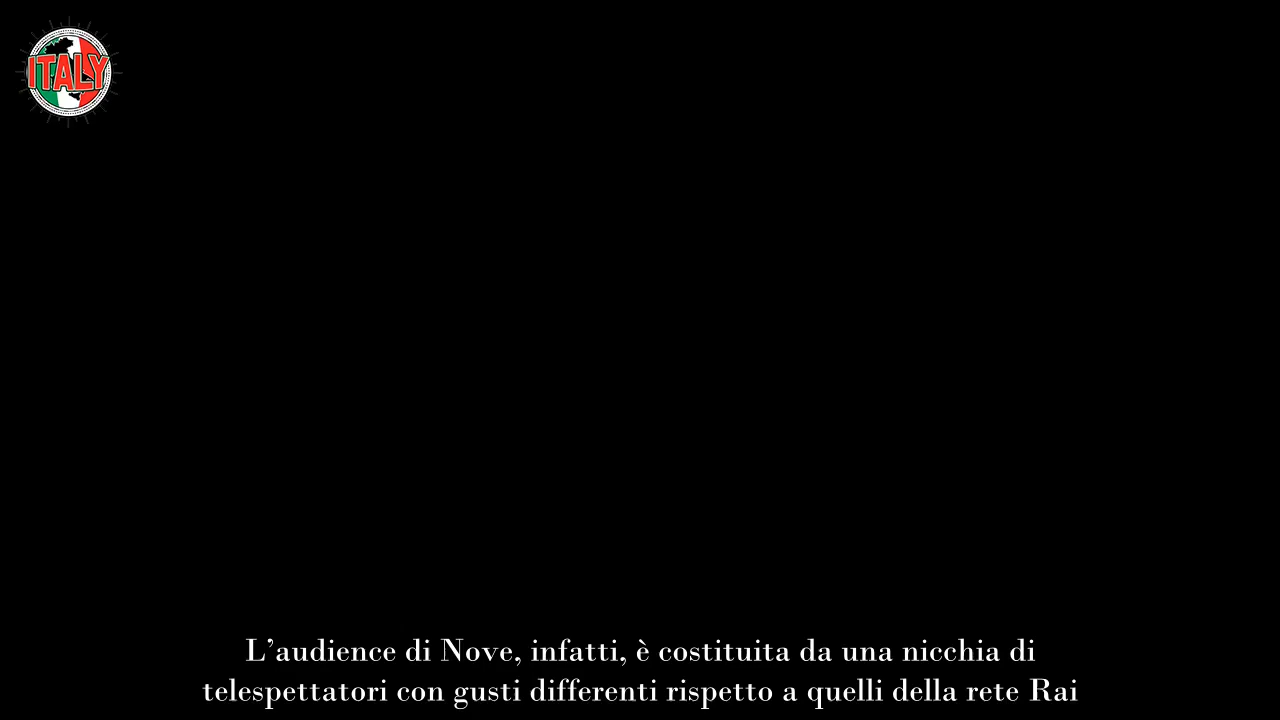 ITALY
L’audience di Nove, infatti, è costituita da una nicchia di
telespettatori con gusti differenti rispetto a quelli della rete Rai